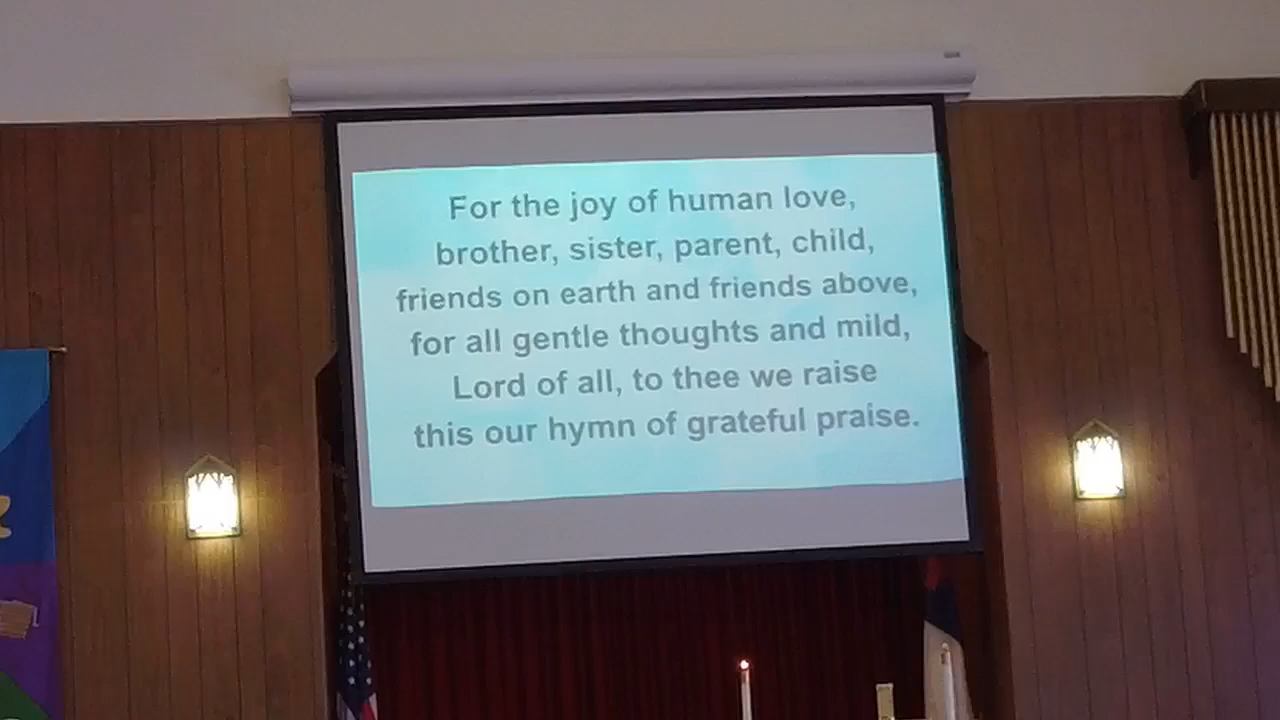 For the joy of human love,
brother, sister, parent, child,
friends on earth and friends above,
for all gentle thoughts and mild,
Lord of all, to thee we raise
this our hymn of grateful praise.